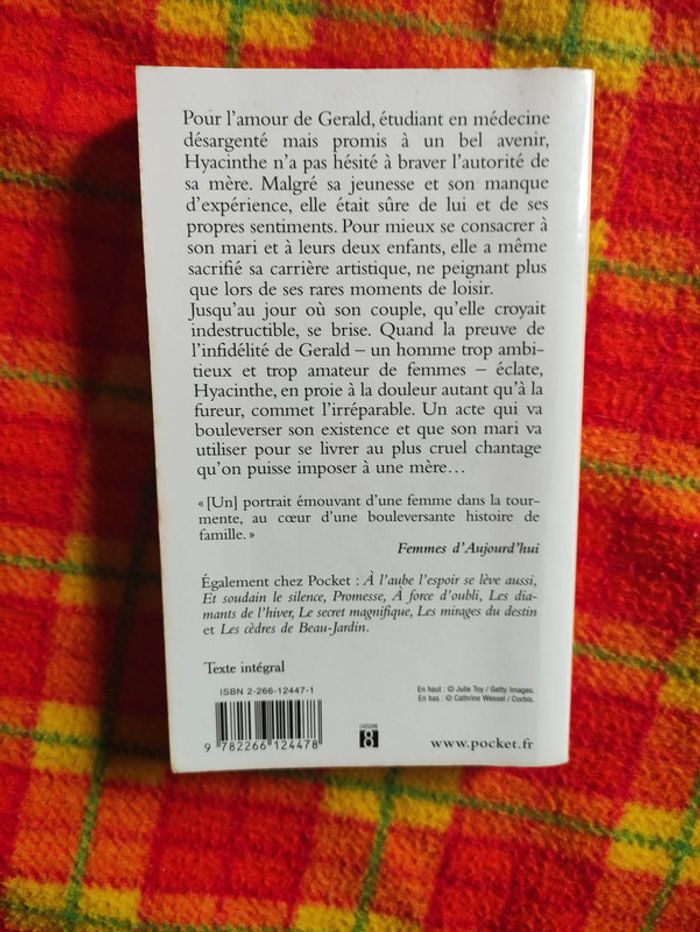 Pour l'amour de Gerald, étudiant en médecine
désargenté mais promis à un bel avenir,
Hyacinthe n'a pas hésité à braver l'autorité de
sa mère. Malgré sa jeunesse et son manque
d'expérience, elle était sûre de lui et de ses
propres sentiments. Pour mieux se consacrer à
son mari et à leurs deux enfants, elle a même
sacrifié sa carrière artistique, ne peignant plus
que lors de ses rares moments de loisir.
Jusqu'au jour où son couple, qu'elle croyait
indestructible, se brise. Quand la preuve de
l'infidélité de Gerald – un homme trop ambi-
tieux et trop amateur de femmes – éclate,
Hyacinthe, en proie à la douleur autant qu'à la
fureur, commet l'irréparable. Un acte qui va
bouleverser son existence et que son mari va
utiliser pour se livrer au plus cruel chantage
qu'on puisse imposer à une mère…
« [Un] portrait émouvant d'une femme dans la tour-
mente, au cœur d'une bouleversante histoire de
famille. »
Femmes d'Aujourd'hui
Également chez Pocket : À l'aube l'espoir se lève aussi,
Et soudain le silence, Promesse, À force d'oubli, Les dia-
mants de l'hiver, Le secret magnifique, Les mirages du destin
et Les cèdres de Beau-Jardin.
Texte intégral
ISBN 2-266-12447-1
En haut : © Julie Toy / Getty Images.
En bas : © Cathrine Wessel / Corbis.
9 782266 124478
8
www.pocket.fr